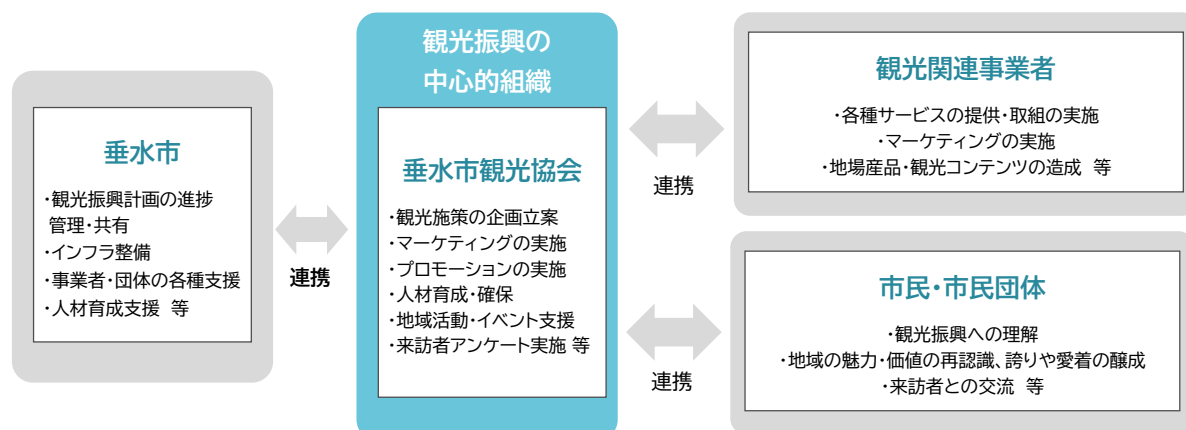 垂水市
・観光振興計画の進捗
管理・共有
・インフラ整備
・事業者・団体の各種支援
・人材育成支援 等
連携
観光振興の
中心的組織
垂水市観光協会
・観光施策の企画立案
・マーケティングの実施
・プロモーションの実施
・人材育成・確保
・地域活動・イベント支援
・来訪者アンケート実施 等
連携
観光関連事業者
・各種サービスの提供・取組の実施
・マーケティングの実施
・地場産品・観光コンテンツの造成 等
連携
市民・市民団体
・観光振興への理解
・地域の魅力・価値の再認識、誇りや愛着の醸成
・来訪者との交流 等